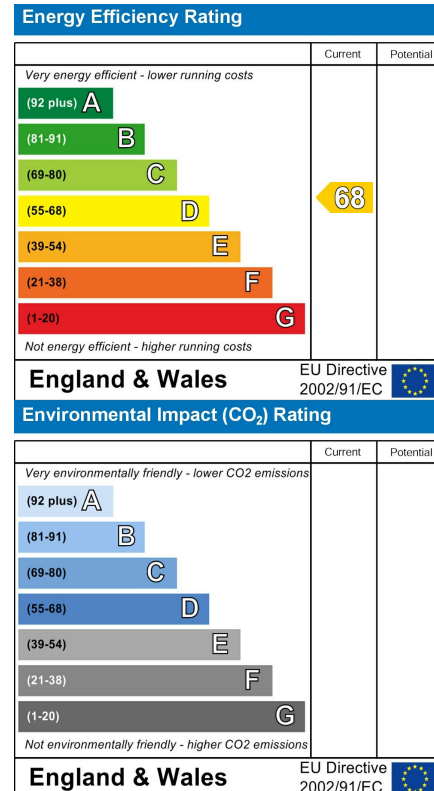 Energy Efficiency Rating
Current Potential
Very energy efficient - lower running costs
(92 plus) A
(81-91) B
(69-80) C
68
(55-68) D
(39-54) E
(21-38) F
(1-20) G
Not energy efficient - higher running costs
England & Wales
EU Directive
2002/91/EC
Environmental Impact (CO₂) Rating
Current Potential
Very environmentally friendly - lower CO2 emissions
(92 plus) A
(81-91) B
(69-80) C
(55-68) D
(39-54) E
(21-38) F
(1-20) G
Not environmentally friendly - higher CO2 emissions
England & Wales
EU Directive
2002/91/EC